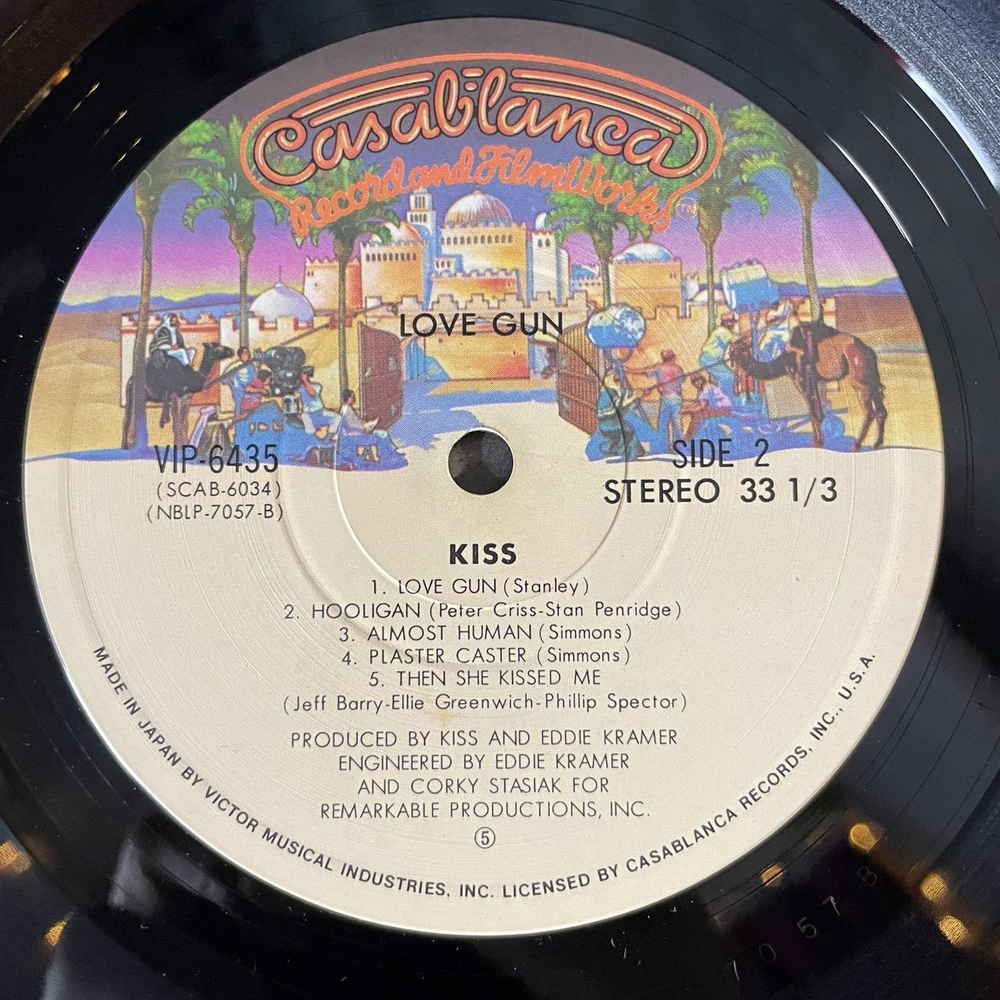 Casablanca
Record and FilmWorks
TM
LOVE GUN
VIP-6435
(SCAB-6034)
(NBLP-7057-B)
SIDE 2
STEREO 33 1/3
KISS
1. LOVE GUN (Stanley)
2. HOOLIGAN (Peter Criss-Stan Penridge)
3. ALMOST HUMAN (Simmons)
4. PLASTER CASTER (Simmons)
5. THEN SHE KISSED ME
(Jeff Barry-Ellie Greenwich-Phillip Spector)
PRODUCED BY KISS AND EDDIE KRAMER
ENGINEERED BY EDDIE KRAMER
AND CORKY STASIAK FOR
REMARKABLE PRODUCTIONS, INC.
⑤
MADE IN JAPAN BY VICTOR MUSICAL INDUSTRIES, INC. LICENSED BY CASABLANCA RECORDS, INC., U.S.A.
7057B